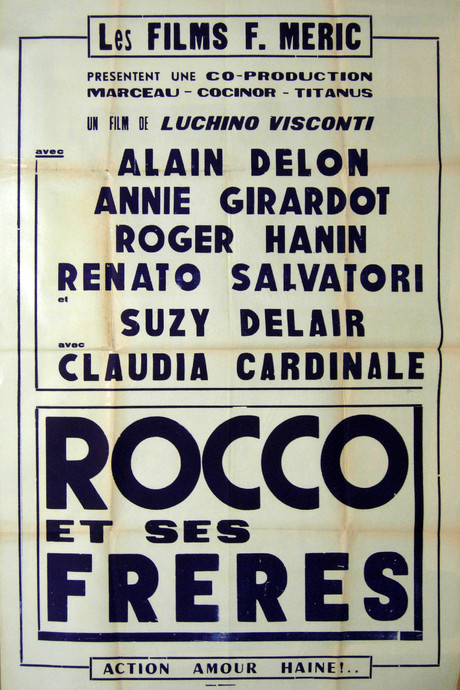 Les FILMS F. MERIC
PRESENTENT UNE CO-PRODUCTION
MARCEAU - COCINOR - TITANUS
UN FILM DE LUCHINO VISCONTI
avec
ALAIN DELON
ANNIE GIRARDOT
ROGER HANIN
RENATO SALVATORI
et
SUZY DELAIR
avec
CLAUDIA CARDINALE
ROCCO
ET SES
FRERES
ACTION AMOUR HAINE!..